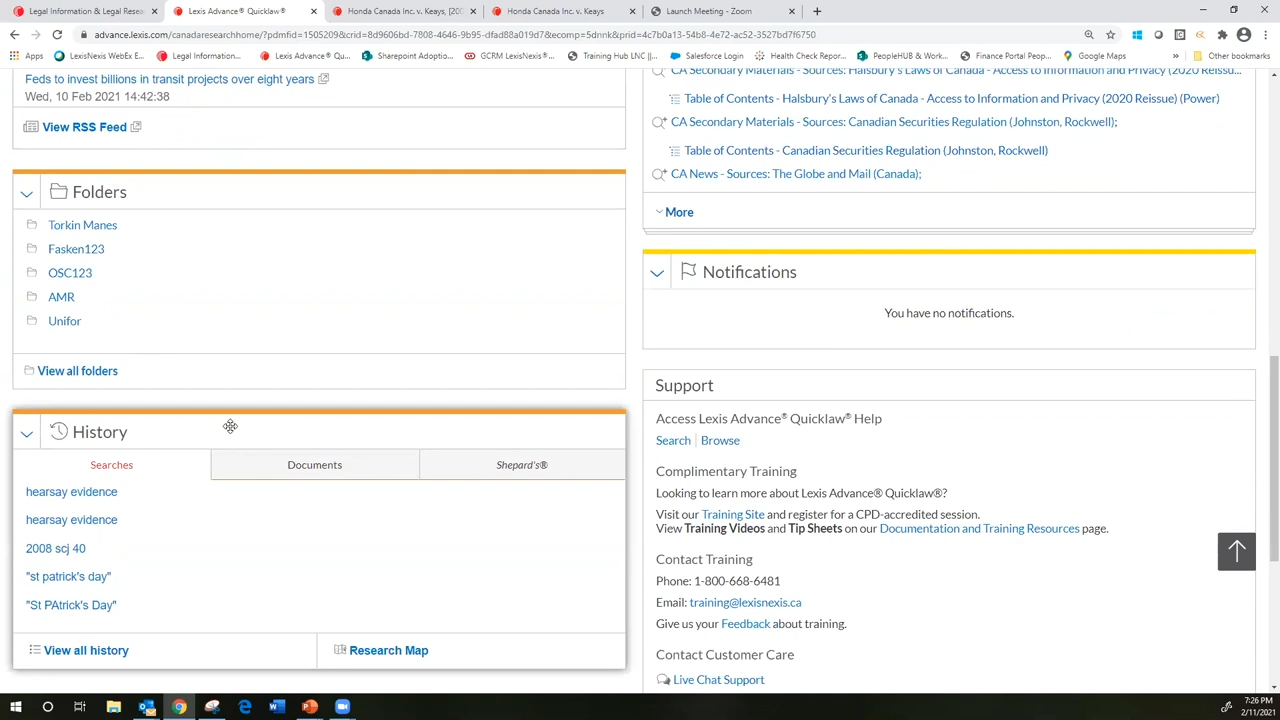 Legal Information & Legal Resea
Lexis Advance® Quicklaw®
Honda Canada Inc. v. Keays, [200
Honda Canada Inc. v. Keays
Launch Meeting - Zoom
advance.lexis.com/canadaresearchhome/?pdmfid=1505209&crid=8d9606bd-7808-4646-9b95-dfad88a019d7&ecomp=5dnnk&prid=4c7b0a13-54b8-4e72-ac52-3527bd7f6750
Apps
LexisNexis WebEx E...
Legal Information...
Lexis Advance® Qu...
Sharepoint Adoptio...
GCRM LexisNexis®...
Training Hub LNC ||...
Salesforce Login
Health Check Repor...
PeopleHUB & Work...
Finance Portal Peop...
Google Maps
»
Other bookmarks
Feds to invest billions in transit projects over eight years
Wed, 10 Feb 2021 14:42:38
View RSS Feed
Folders
Torkin Manes
Fasken123
OSC123
AMR
Unifor
View all folders
History
Searches
Documents
Shepard's®
hearsay evidence
hearsay evidence
2008 scj 40
"st patrick's day"
"St PAtrick's Day"
View all history
Research Map
CA Secondary Materials - Sources: Halsbury's Laws of Canada - Access to Information and Privacy (2020 Reissu...
Table of Contents - Halsbury's Laws of Canada - Access to Information and Privacy (2020 Reissue) (Power)
CA Secondary Materials - Sources: Canadian Securities Regulation (Johnston, Rockwell);
Table of Contents - Canadian Securities Regulation (Johnston, Rockwell)
CA News - Sources: The Globe and Mail (Canada);
More
Notifications
You have no notifications.
Support
Access Lexis Advance® Quicklaw® Help
Search | Browse
Complimentary Training
Looking to learn more about Lexis Advance® Quicklaw®?
Visit our Training Site and register for a CPD-accredited session.
View Training Videos and Tip Sheets on our Documentation and Training Resources page.
Contact Training
Phone: 1-800-668-6481
Email: training@lexisnexis.ca
Give us your Feedback about training.
Contact Customer Care
Live Chat Support
7:26 PM
2/11/2021